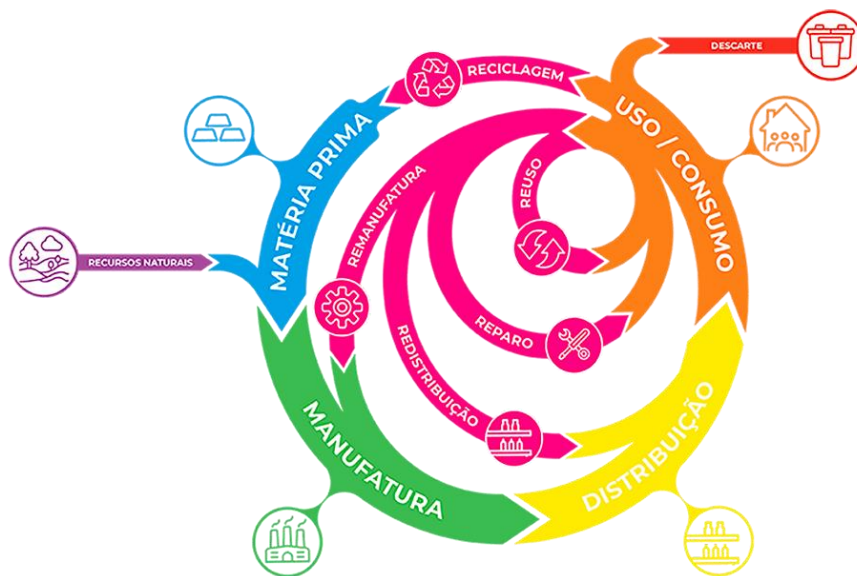 DESCARTE
RECICLAGEM
USO / CONSUMO
MATÉRIA PRIMA
REMANUFATURA
REUSO
RECURSOS NATURAIS
REPARO
REDISTRIBUIÇÃO
MANUFATURA
DISTRIBUIÇÃO